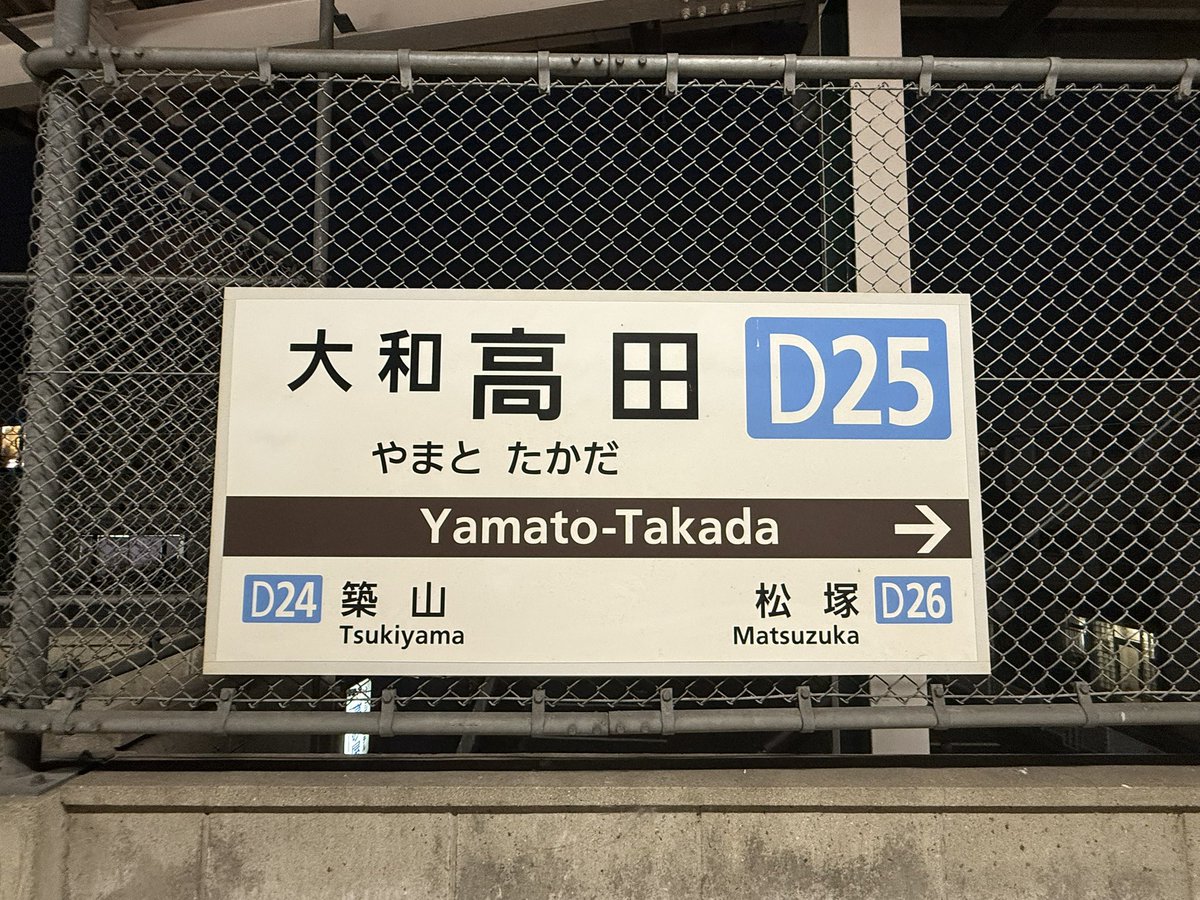 大和高田 D25
やまと たかだ
Yamato-Takada →
D24 築山 松塚 D26
Tsukiyama Matsuzuka